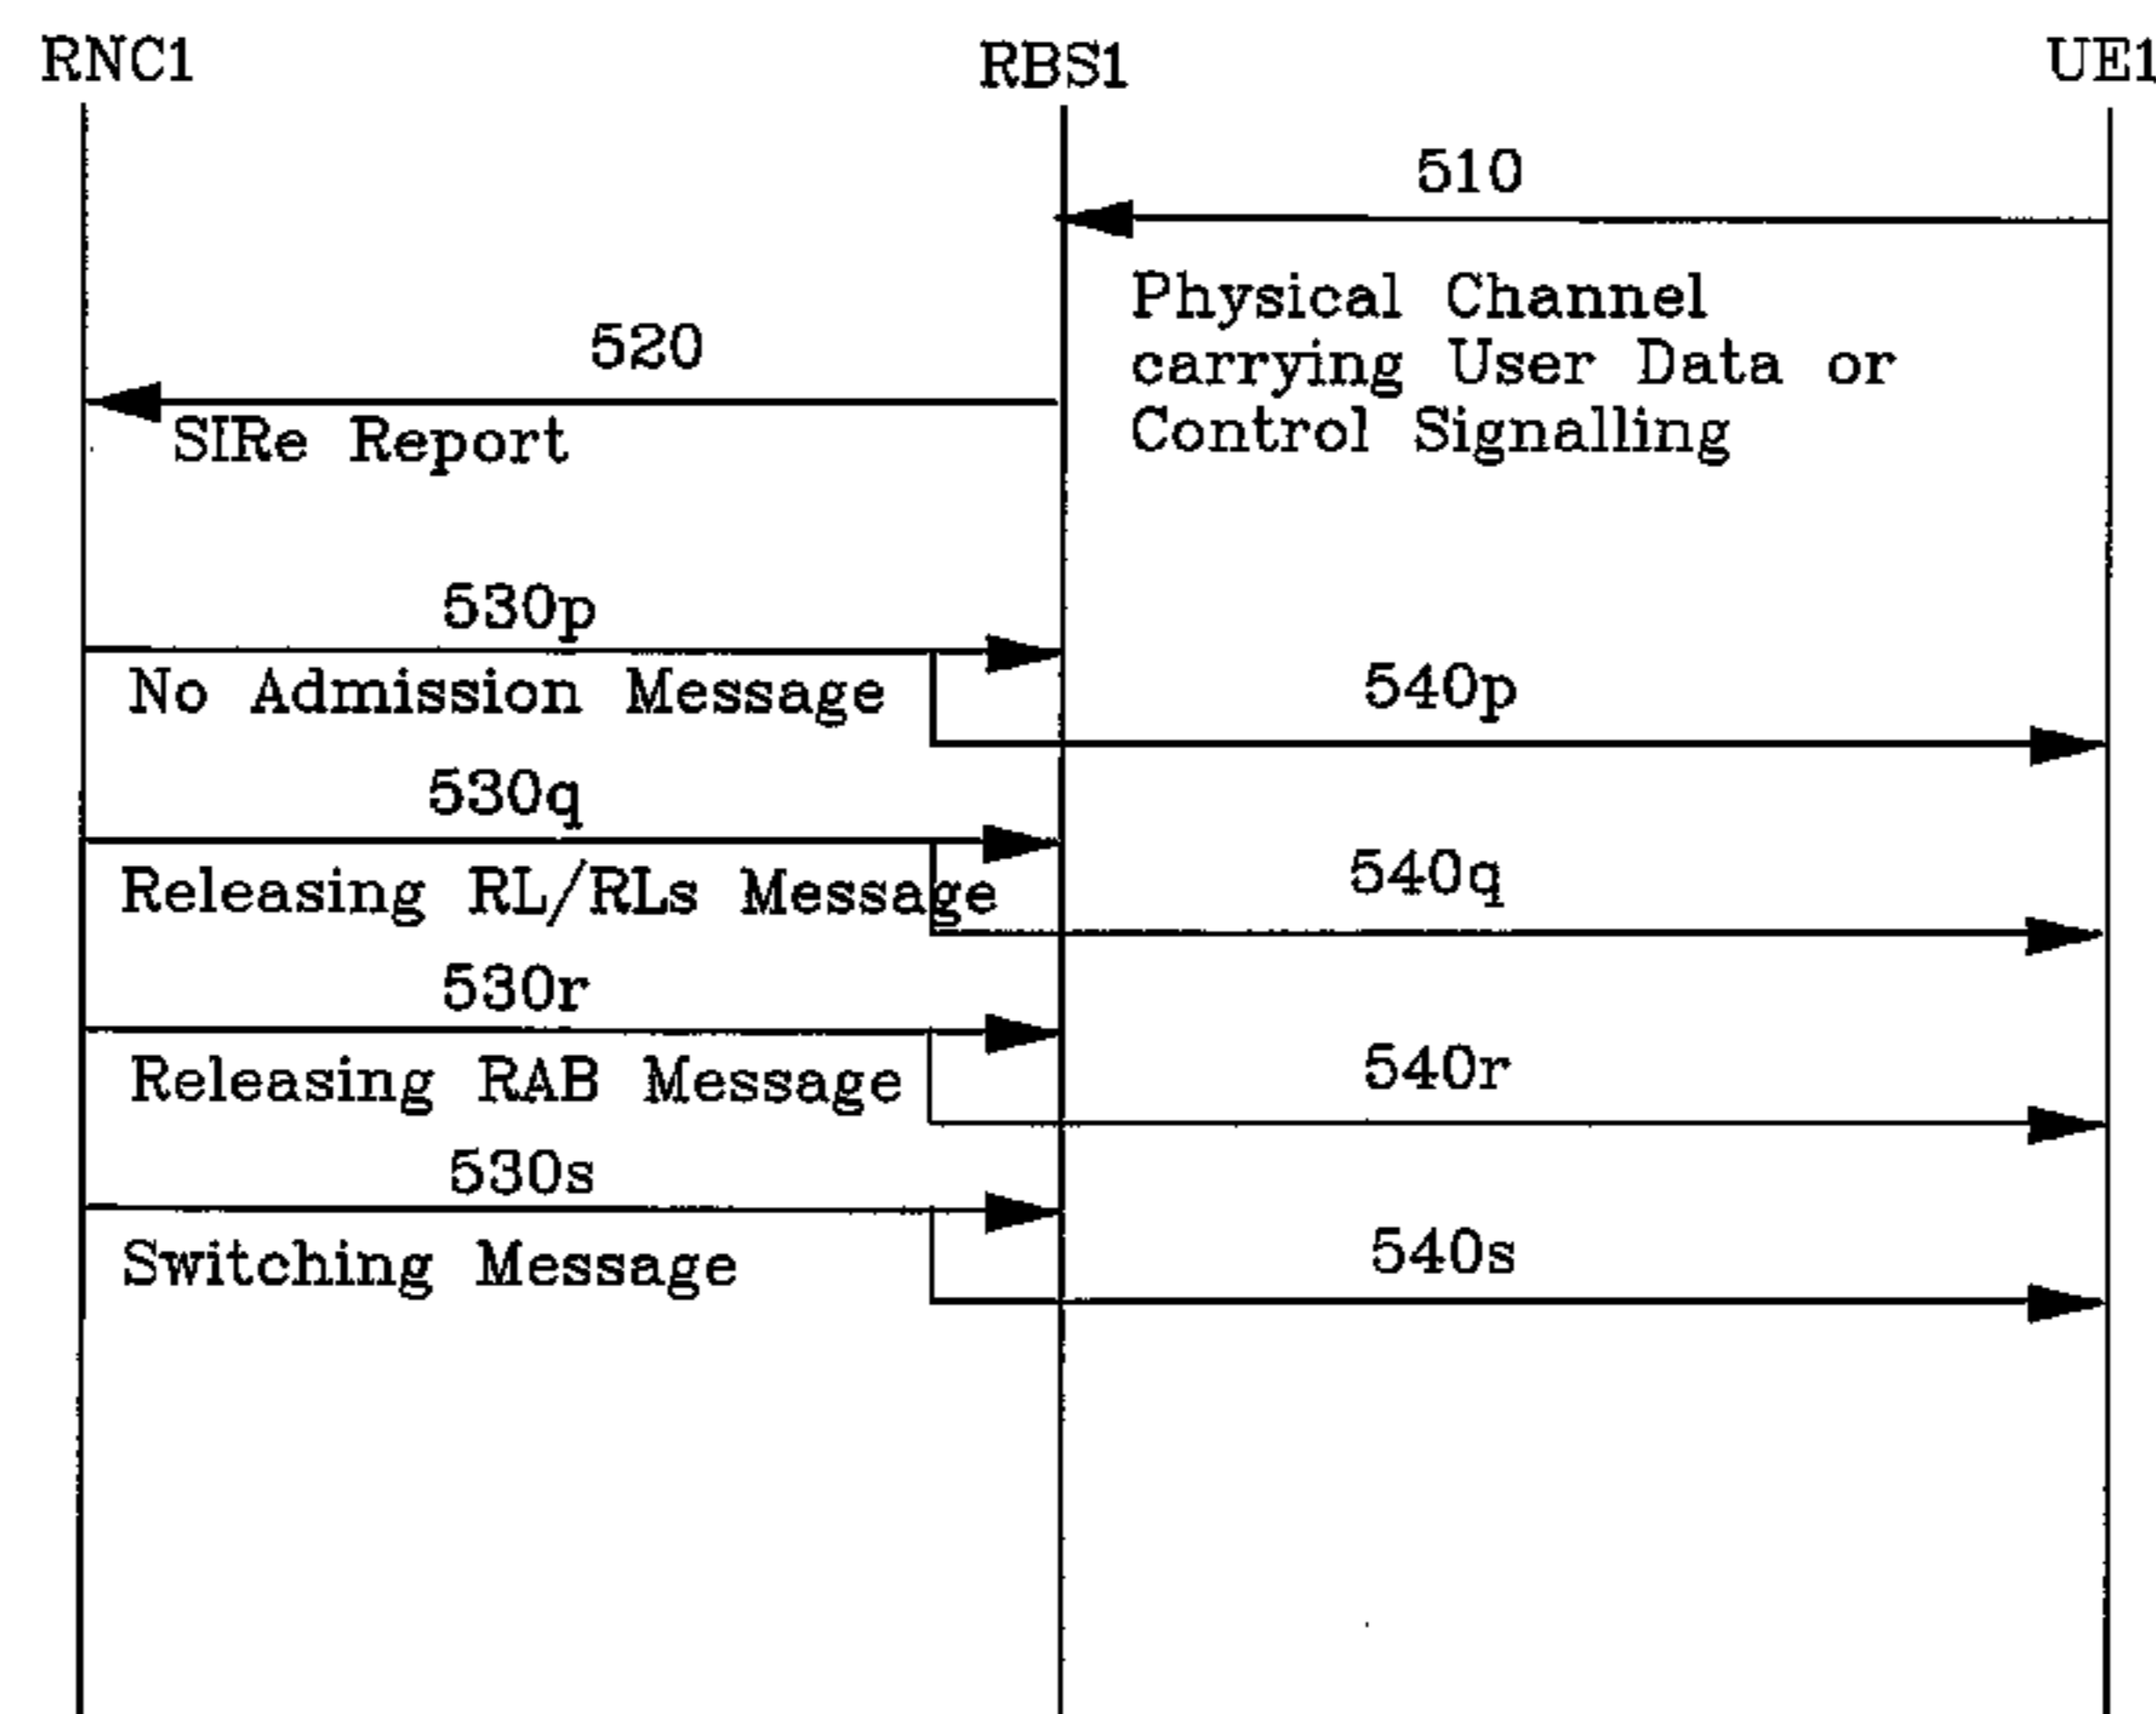 RNC1
RBS1
UE1
510
Physical Channel
carrying User Data or
Control Signalling
520
SIRe Report
530p
No Admission Message
540p
530q
Releasing RL/RLs Message
540q
530r
Releasing RAB Message
540r
530s
Switching Message
540s